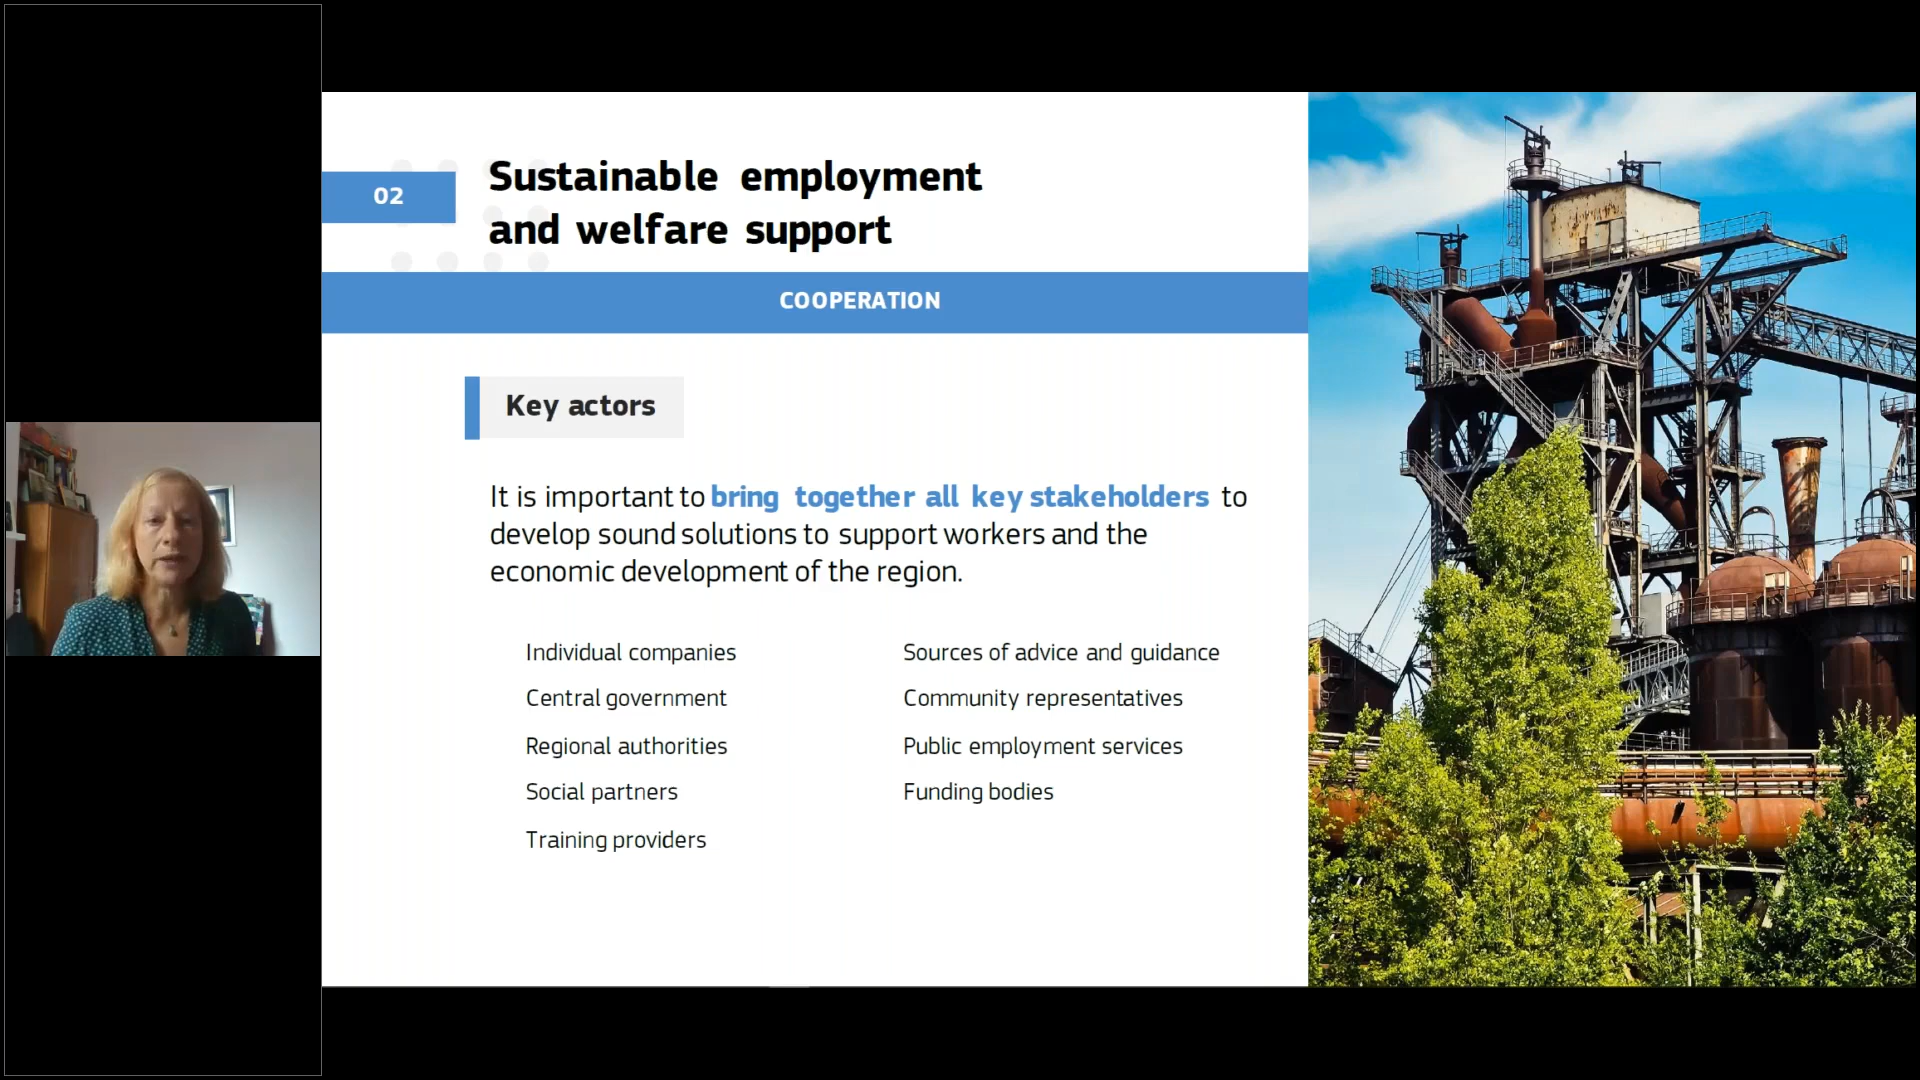 02
Sustainable employment
and welfare support
COOPERATION
Key actors
It is important to bring together all key stakeholders to
develop sound solutions to support workers and the
economic development of the region.
Individual companies
Central government
Regional authorities
Social partners
Training providers
Sources of advice and guidance
Community representatives
Public employment services
Funding bodies